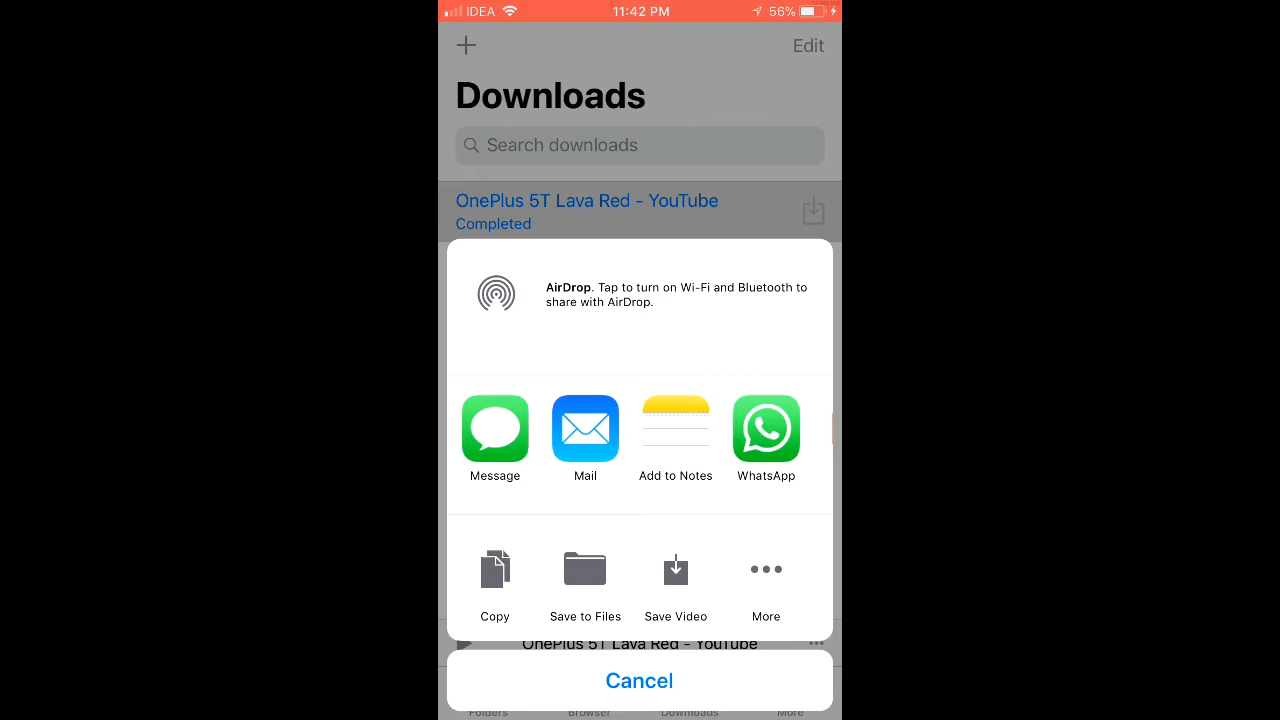 IDEA 11:42 PM 56%
Edit
Downloads
Search downloads
OnePlus 5T Lava Red - YouTube
Completed
AirDrop. Tap to turn on Wi-Fi and Bluetooth to
share with AirDrop.
Message Mail Add to Notes WhatsApp
Copy Save to Files Save Video More
OnePlus 5T Lava Red - YouTube
Cancel
Folders Browser Downloads More